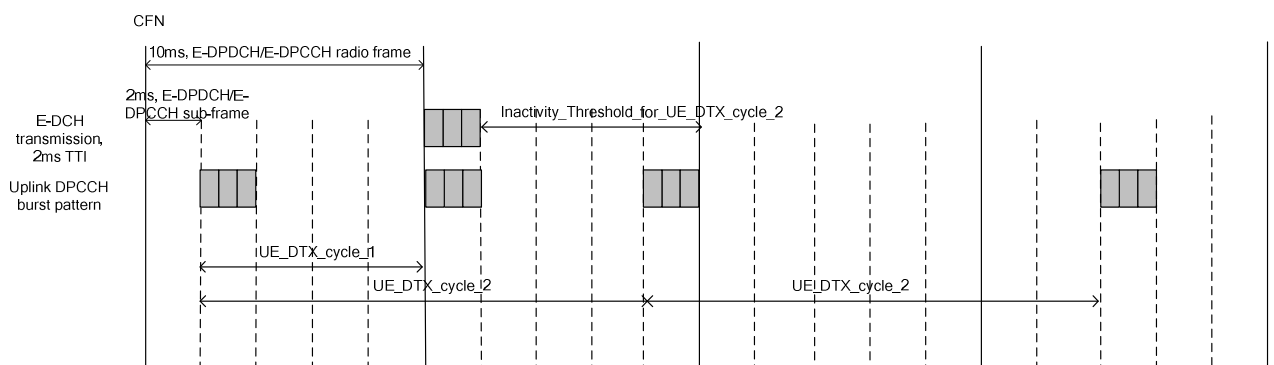 CFN
10ms, E-DPDCH/E-DPCCH radio frame
2ms, E-DPDCH/E-
DPCCH sub-frame
E-DCH
transmission,
2ms TTI
Inactivity_Threshold_for_UE_DTX_cycle_2
Uplink DPCCH
burst pattern
UE_DTX_cycle_1
UE_DTX_cycle_2
UE_DTX_cycle_2